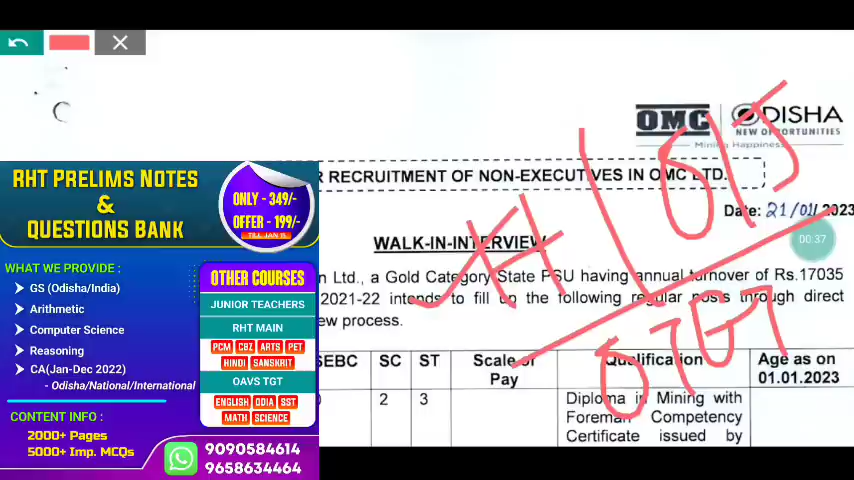 OMC
ODISHA
NEW OPPORTUNITIES
Mining Happiness
R RECRUITMENT OF NON-EXECUTIVES IN OMC LTD.
Date: 21/01/2023
00:37
WALK-IN-INTERVIEW
n Ltd., a Gold Category State PSU having annual turnover of Rs.17035
2021-22 intends to fill up the following regular posts through direct
ew process.
SEBC
SC
ST
Scale of Pay
Qualification
Age as on
01.01.2023
0
2
3
Diploma in Mining with
Foreman Competency
Certificate issued by
RHT PRELIMS NOTES
&
QUESTIONS BANK
ONLY - 349/-
OFFER - 199/-
TILL JAN 11
WHAT WE PROVIDE :
GS (Odisha/India)
Arithmetic
Computer Science
Reasoning
CA(Jan-Dec 2022)
- Odisha/National/International
CONTENT INFO :
2000+ Pages
5000+ Imp. MCQs
OTHER COURSES
JUNIOR TEACHERS
RHT MAIN
PCM CBZ ARTS PET
HINDI SANSKRIT
OAVS TGT
ENGLISH ODIA SST
MATH SCIENCE
9090584614
9658634464